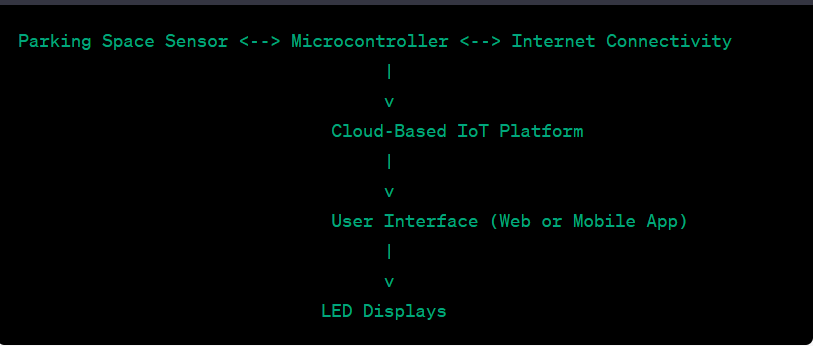 Parking Space Sensor <--> Microcontroller <--> Internet Connectivity
|
v
Cloud-Based IoT Platform
|
v
User Interface (Web or Mobile App)
|
v
LED Displays